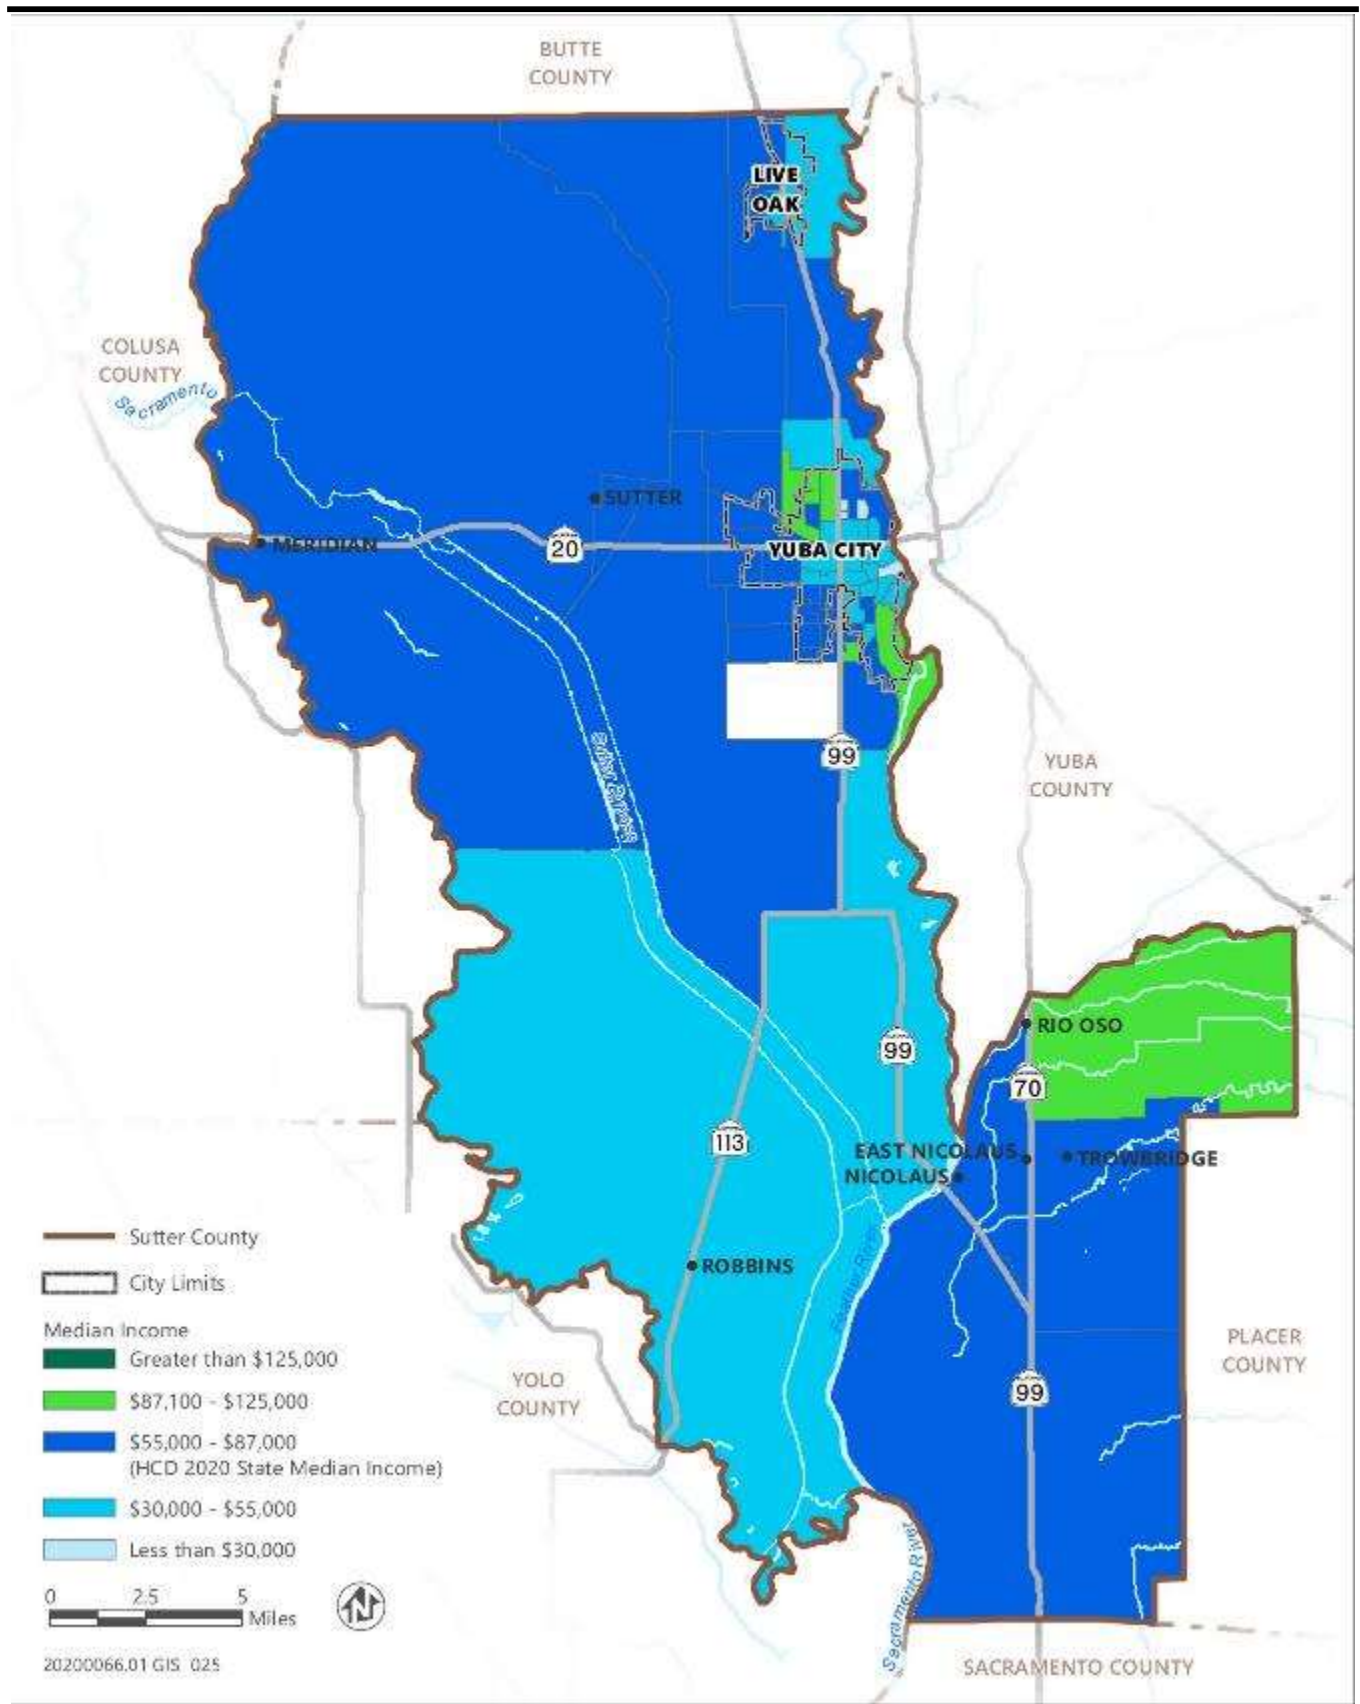 BUTTE
COUNTY
LIVE
OAK
COLUSA
COUNTY
Sacramento
SUTTER
MERIDIAN
20
YUBA CITY
99
YUBA
COUNTY
RIO OSO
99
70
113
EAST NICOLAUS
TROWBRIDGE
NICOLAUS
ROBBINS
Feather River
Sutter County
City Limits
Median Income
Greater than $125,000
$87,100 - $125,000
$55,000 - $87,000
(HCD 2020 State Median Income)
$30,000 - $55,000
Less than $30,000
0 2.5 5
Miles
N
20200066.01 GIS 025
YOLO
COUNTY
PLACER
COUNTY
99
Sacramento River
SACRAMENTO COUNTY